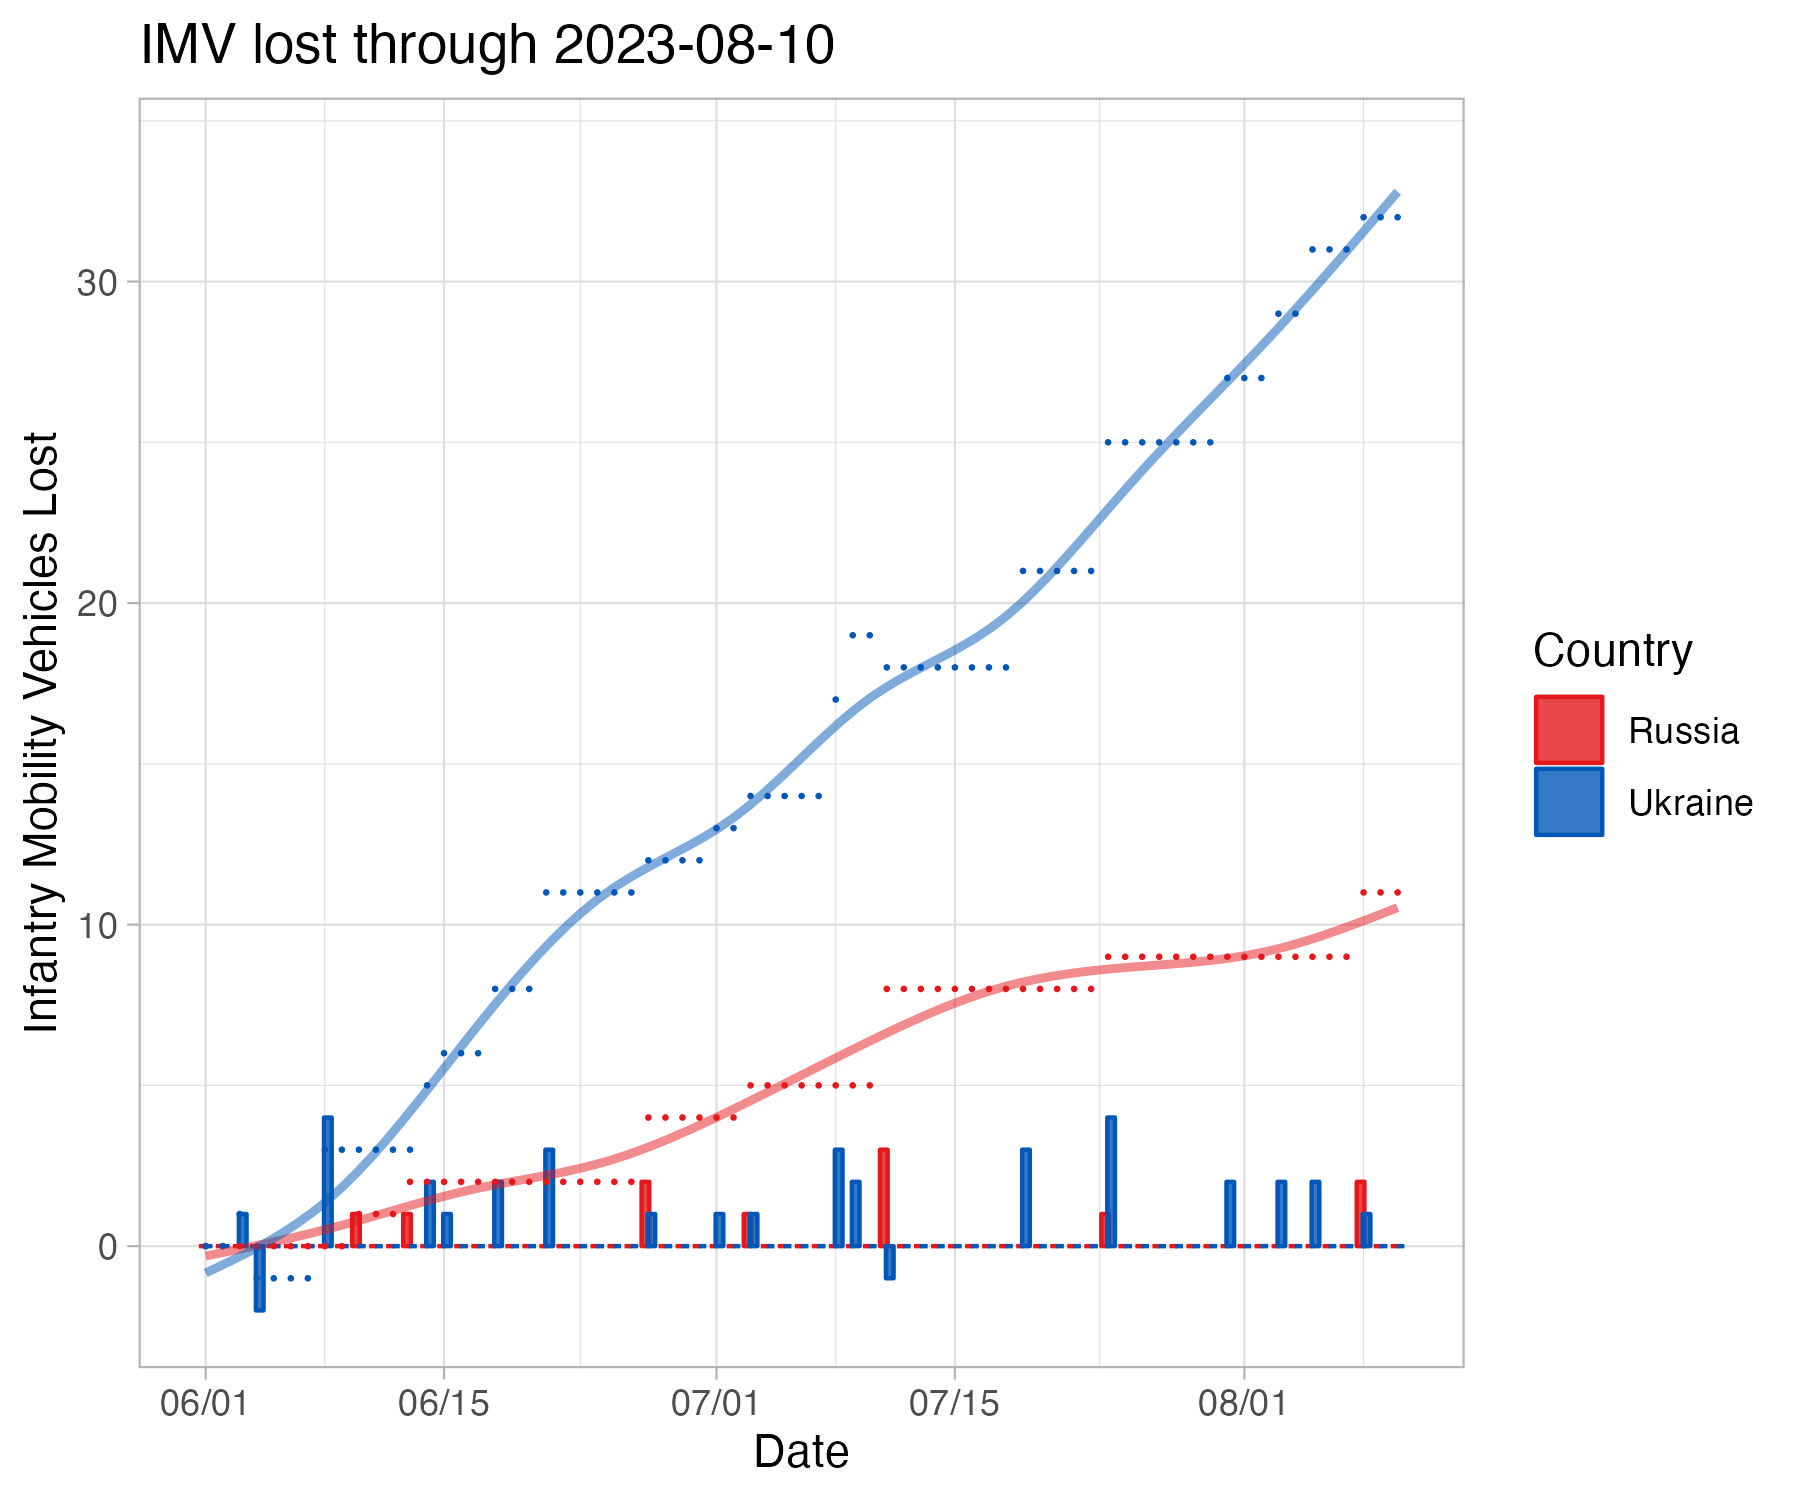 IMV lost through 2023-08-10
Infantry Mobility Vehicles Lost
30
20
10
0
06/01
06/15
07/01
07/15
08/01
Date
Country
Russia
Ukraine